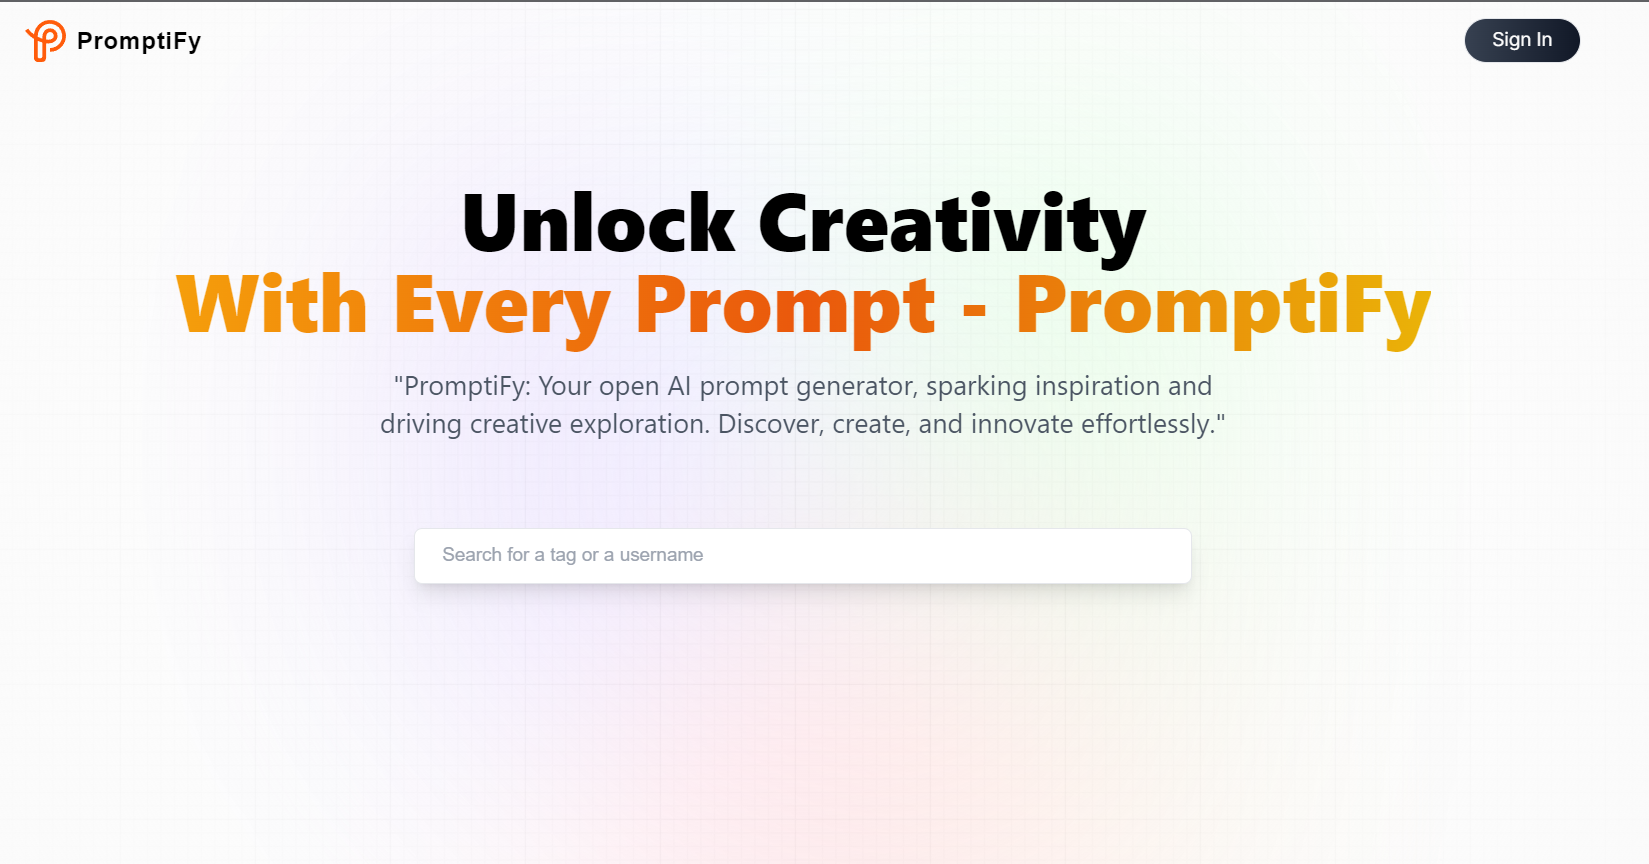 PromptiFy
Sign In
Unlock Creativity
With Every Prompt - PromptiFy
"PromptiFy: Your open AI prompt generator, sparking inspiration and
driving creative exploration. Discover, create, and innovate effortlessly."
Search for a tag or a username